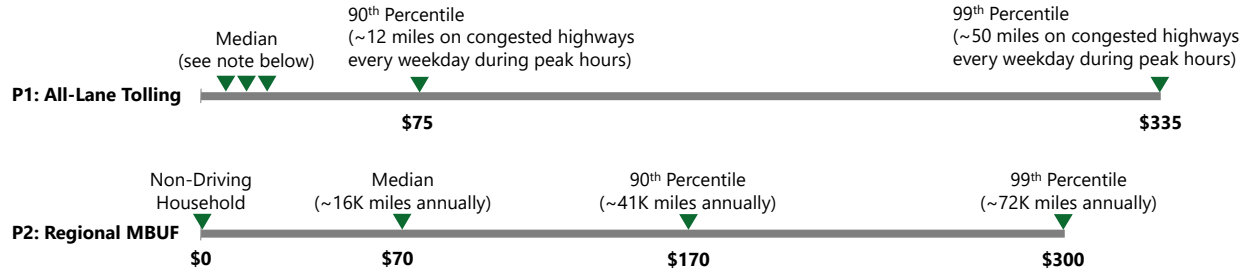 90th Percentile
(~12 miles on congested highways
every weekday during peak hours)
99th Percentile
(~50 miles on congested highways
every weekday during peak hours)
Median
(see note below)
P1: All-Lane Tolling
$75
$335
Non-Driving
Household
Median
(~16K miles annually)
90th Percentile
(~41K miles annually)
99th Percentile
(~72K miles annually)
P2: Regional MBUF
$0
$70
$170
$300